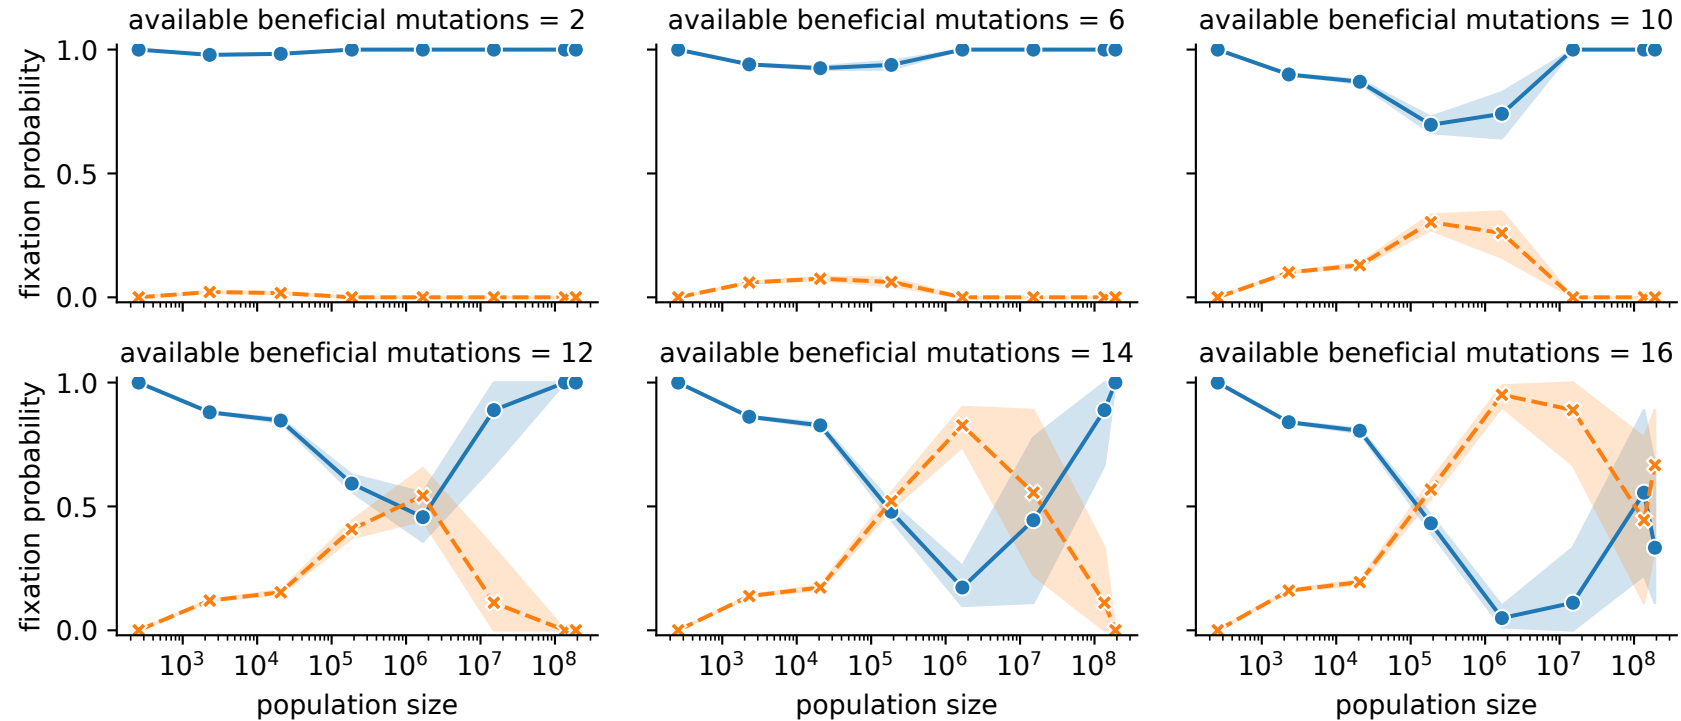 available beneficial mutations = 2
available beneficial mutations = 6
available beneficial mutations = 10
fixation probability
1.0
0.5
0.0
available beneficial mutations = 12
available beneficial mutations = 14
available beneficial mutations = 16
fixation probability
1.0
0.5
0.0
10³ 10⁴ 10⁵ 10⁶ 10⁷ 10⁸
10³ 10⁴ 10⁵ 10⁶ 10⁷ 10⁸
10³ 10⁴ 10⁵ 10⁶ 10⁷ 10⁸
population size
population size
population size